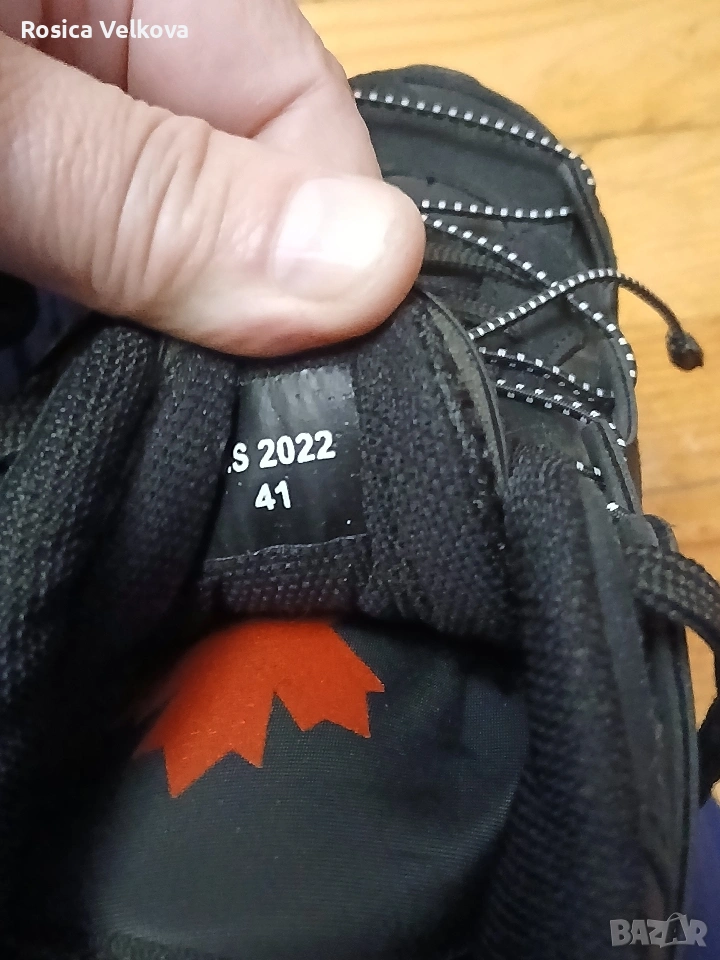 Rosica Velkova
.S 2022
41
BAZAR